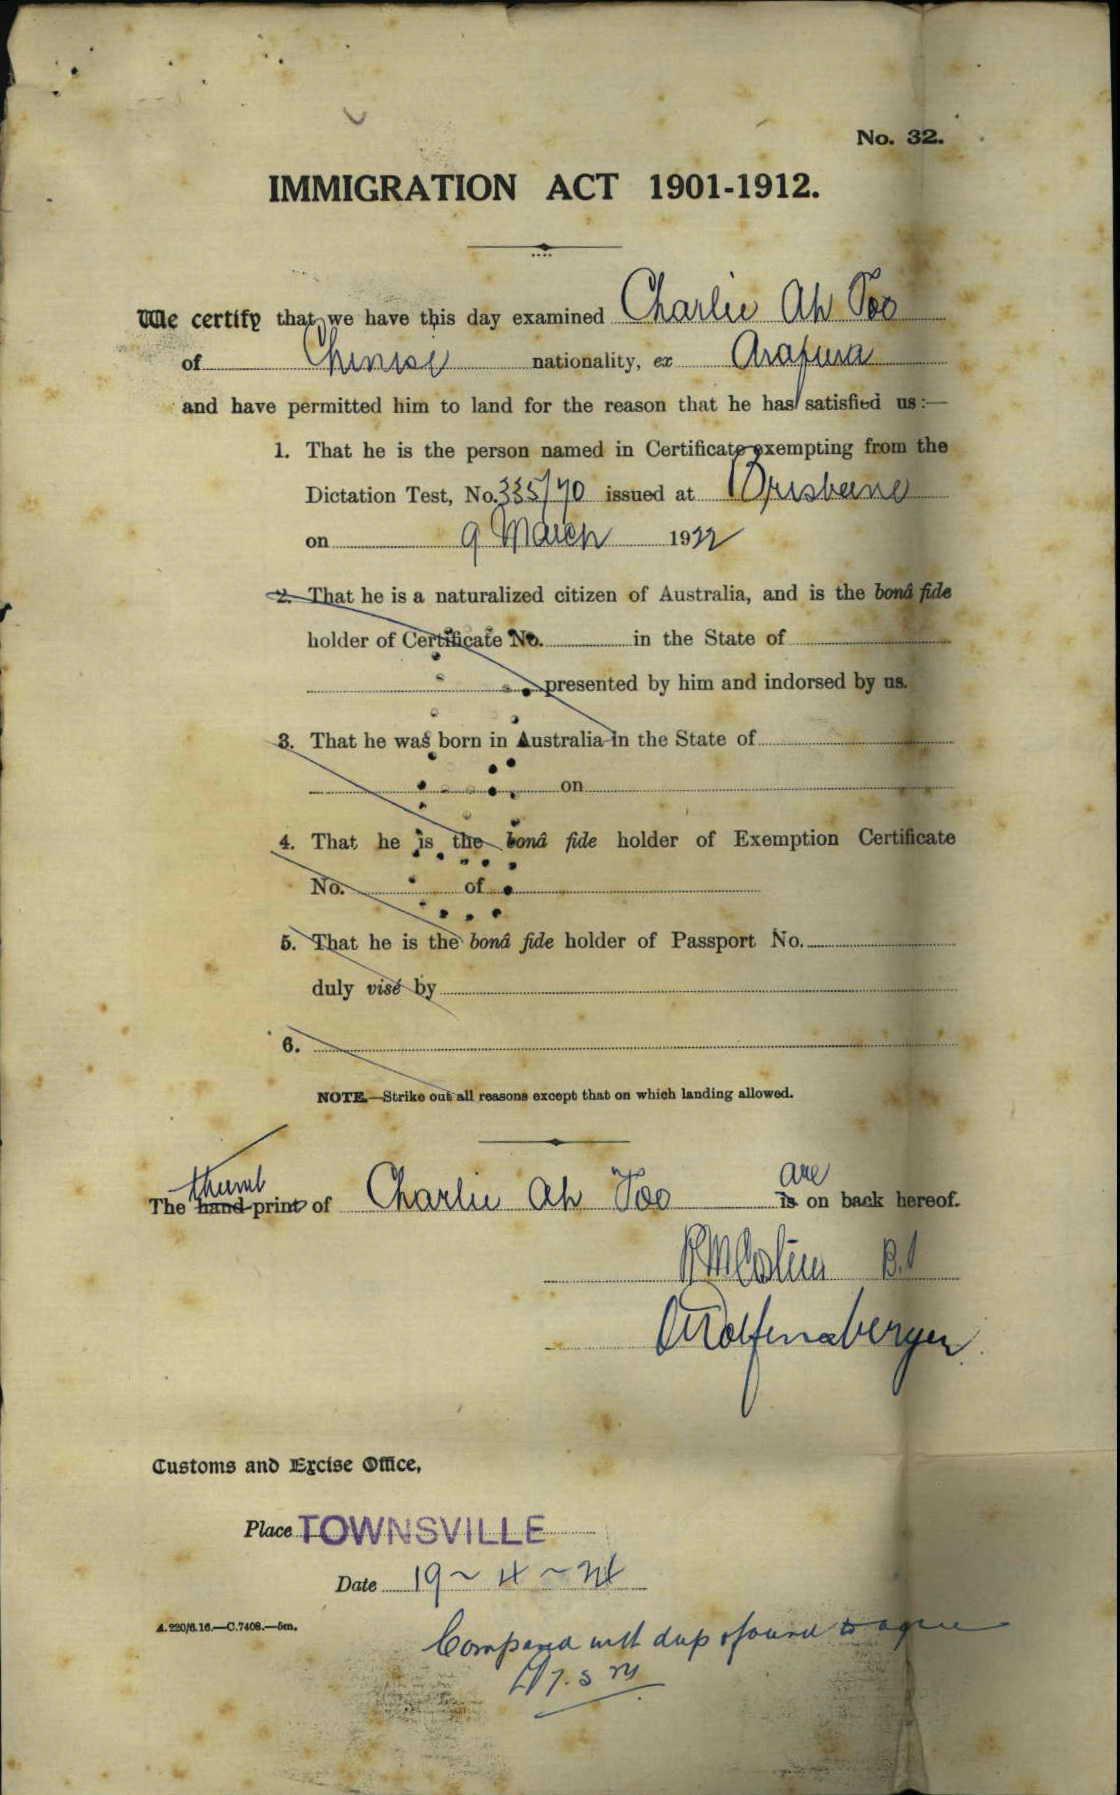 No. 32.
IMMIGRATION ACT 1901-1912.
We certify that we have this day examined Charlie Ah Too
of Chinese nationality, ex Arafura
and have permitted him to land for the reason that he has satisfied us:—
1. That he is the person named in Certificate exempting from the
Dictation Test, No. 335/70 issued at Brisbane
on 9 March 1922
2. That he is a naturalized citizen of Australia, and is the bonâ fide
holder of Certificate No. in the State of
presented by him and indorsed by us.
3. That he was born in Australia in the State of
on
4. That he is the bonâ fide holder of Exemption Certificate
No. of
5. That he is the bonâ fide holder of Passport No.
duly visé by
6.
NOTE.—Strike out all reasons except that on which landing allowed.
thumb are
The hand-print of Charlie Ah Too is on back hereof.
Customs and Excise Office,
Place TOWNSVILLE
Date 19-4-24
A.220/6.16.—C.7408.—5m.
Compared with dup & found to agree